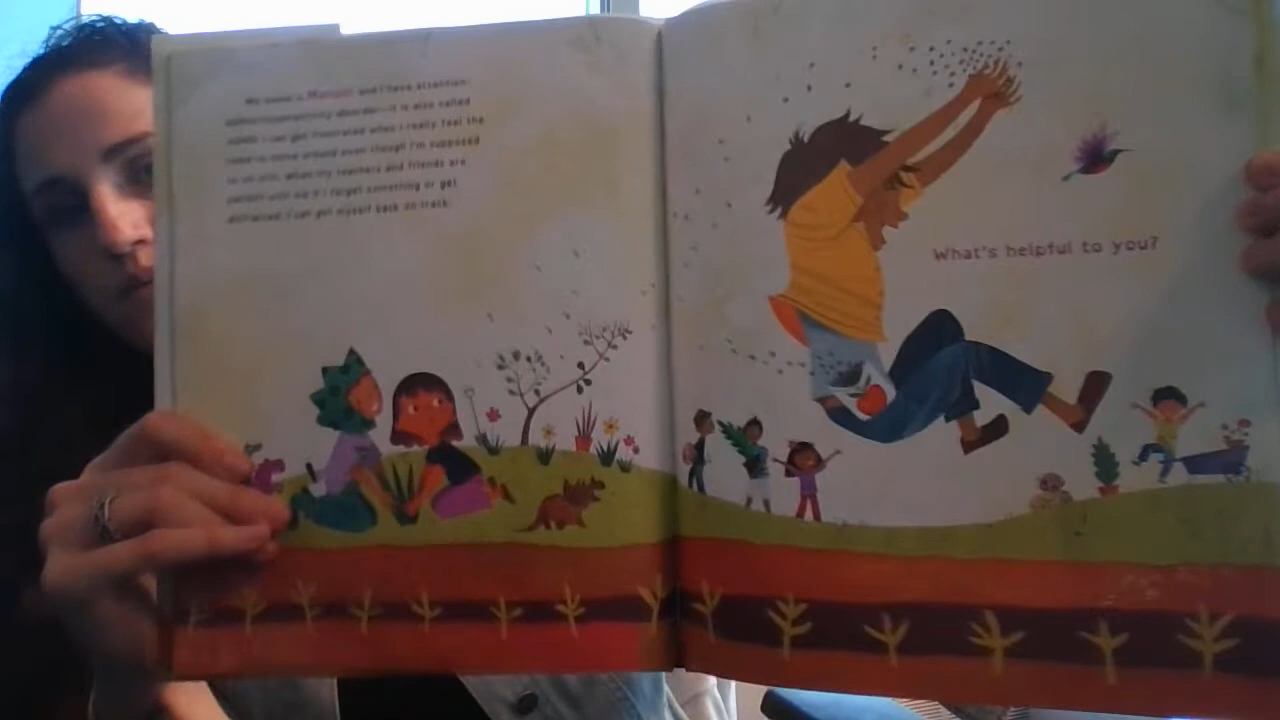 My name is Manuel and I have attention
deficit/hyperactivity disorder—it is also called
ADHD. I can get frustrated when I really feel the
need to move around even though I'm supposed
to sit still. When my teachers and friends are
patient with me if I forget something or get
distracted, I can get myself back on track.
What's helpful to you?